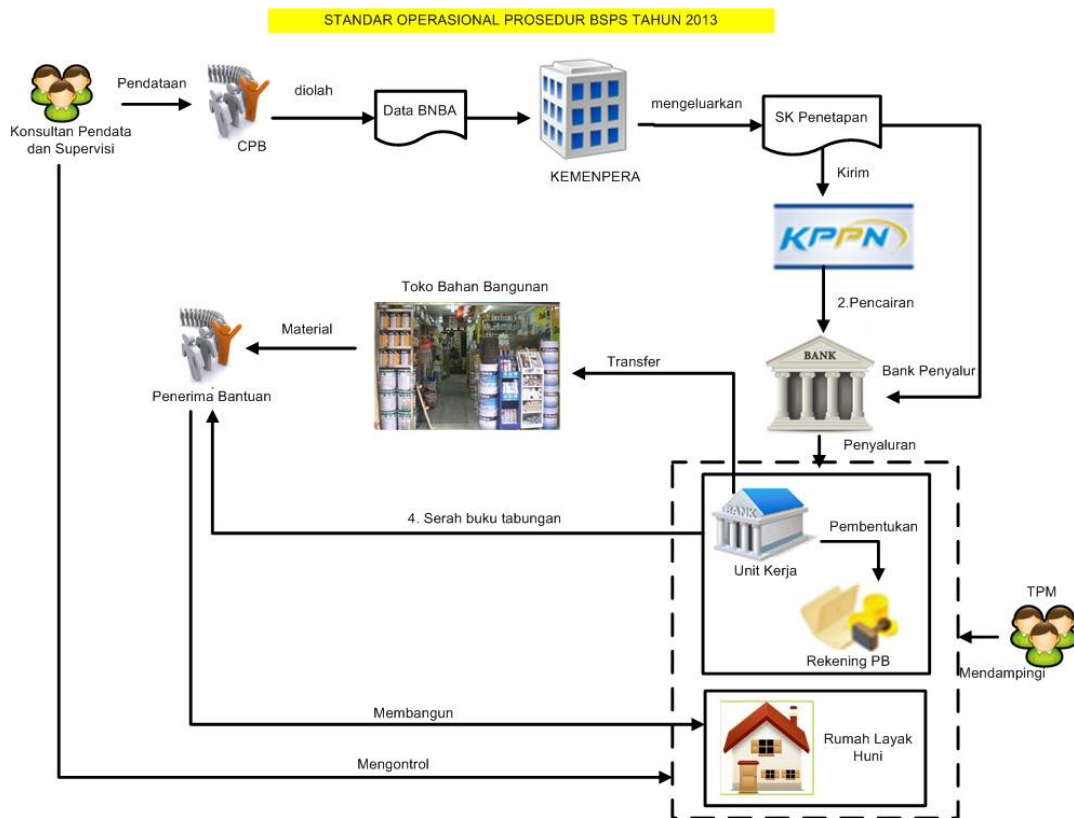 STANDAR OPERASIONAL PROSEDUR BSPS TAHUN 2013
Pendataan
diolah
Data BNBA
mengeluarkan
SK Penetapan
Konsultan Pendata
dan Supervisi
CPB
KEMENPERA
Kirim
KPPN
Toko Bahan Bangunan
2.Pencairan
Material
Transfer
BANK
Bank Penyalur
Penerima Bantuan
Penyaluran
BANK
4. Serah buku tabungan
Pembentukan
Unit Kerja
TPM
Rekening PB
Mendampingi
Membangun
Rumah Layak
Huni
Mengontrol